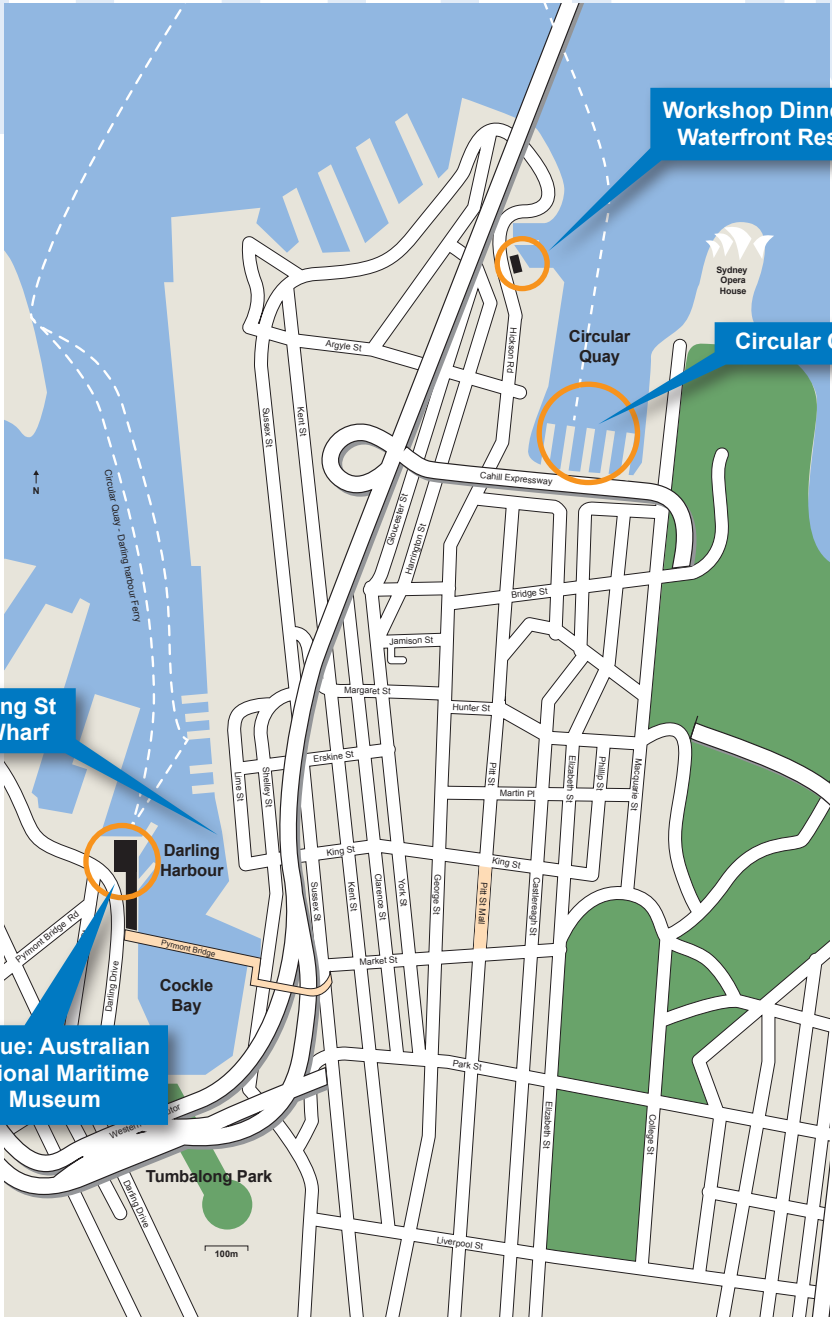 Workshop Dinn
Waterfront Res
Sydney
Opera
House
Circular
Quay
Circular
Hickson Rd
Argyle St
Sussex St
Kent St
N
Cahill Expressway
Circular Quay - Darling harbour Ferry
Gloucester St
Harrington St
Bridge St
Jamison St
Margaret St
Hunter St
ng St
Wharf
Erskine St
Lime St
Shelley St
Pitt St
Elizabeth St
Phillip St
Macquarie St
Martin Pl
Darling
Harbour
King St
King St
Sussex St
Kent St
Clarence St
York St
George St
Pitt St Mall
Castlereagh St
Pyrmont Bridge Rd
Pyrmont Bridge
Darling Drive
Market St
Cockle
Bay
ue: Australian
ional Maritime
Museum
Park St
Western
utor
Elizabeth St
College St
Tumbalong Park
Darling Drive
100m
Liverpool St